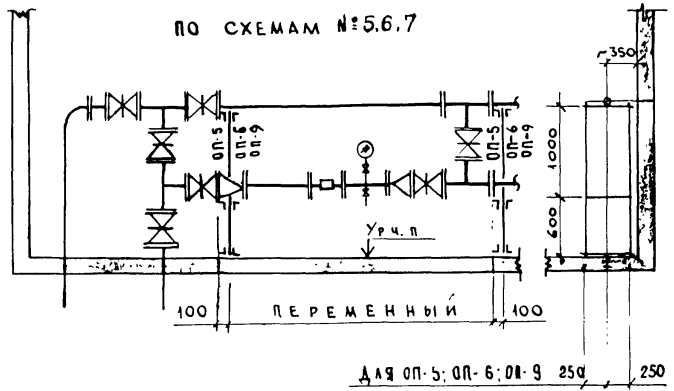 ПО СХЕМАМ №5.6.7
~350
ОП-5
ОП-6
ОП-9
ОП-5
ОП-6
ОП-9
1000
600
Ур.ч.п
100 ПЕРЕМЕННЫЙ 100
ДЛЯ ОП-5; ОП-6; ОП-9 250 250